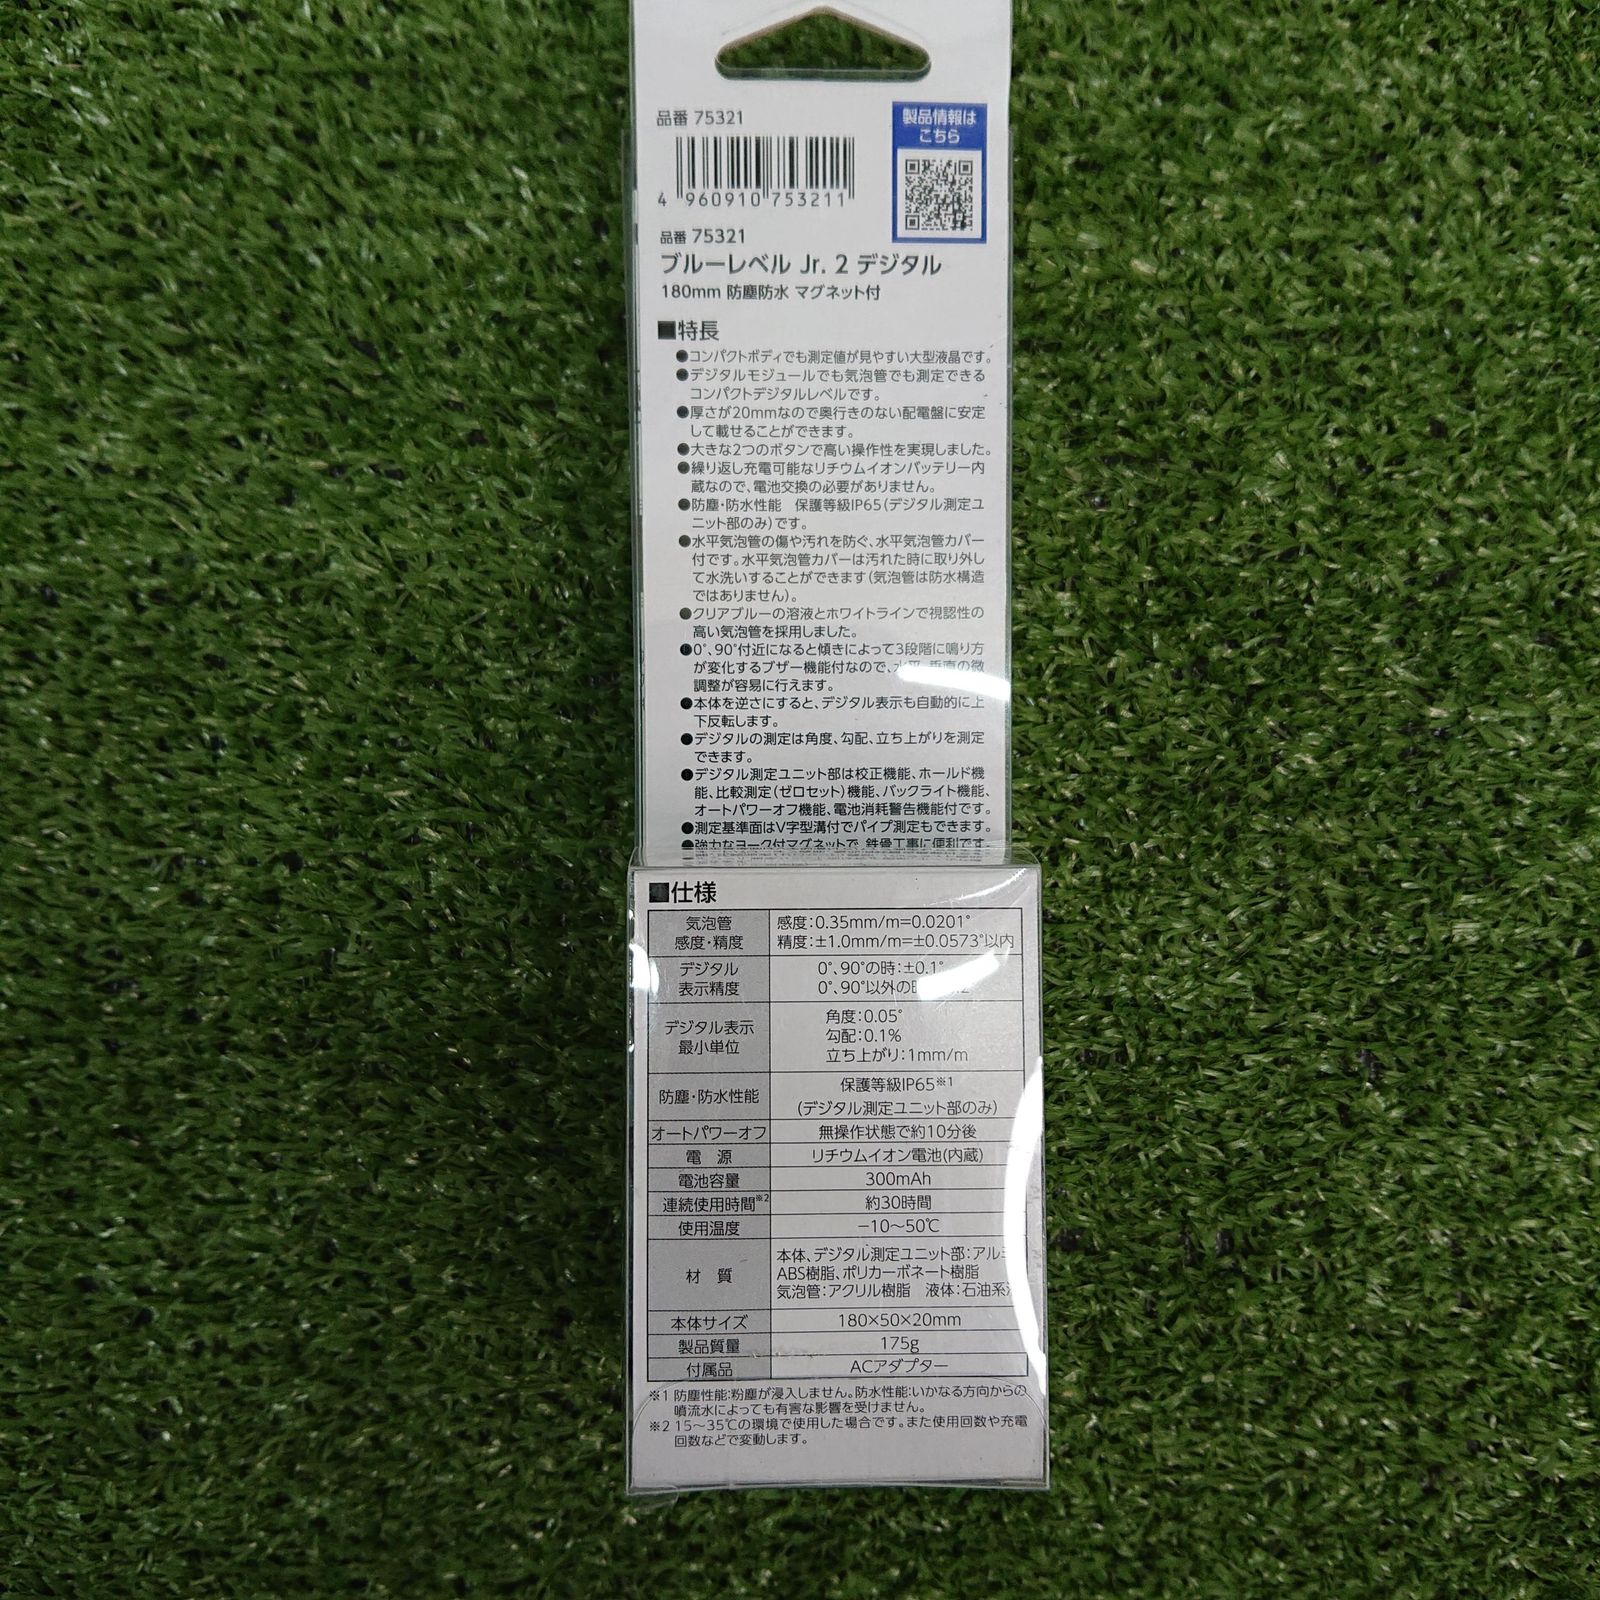 品番 75321
製品情報は
こちら
4 960910 753211
品番 75321
ブルーレベル Jr. 2 デジタル
180mm 防塵防水 マグネット付
■特長
●コンパクトボディでも測定値が見やすい大型液晶です。
●デジタルモジュールでも気泡管でも測定できる
コンパクトデジタルレベルです。
●厚さが20mmなので奥行きのない配電盤に安定
して載せることができます。
●大きな2つのボタンで高い操作性を実現しました。
●繰り返し充電可能なリチウムイオンバッテリー内
蔵なので、電池交換の必要がありません。
●防塵・防水性能 保護等級IP65(デジタル測定ユ
ニット部のみ)です。
●水平気泡管の傷や汚れを防ぐ、水平気泡管カバー
付です。水平気泡管カバーは汚れた時に取り外し
て水洗いすることができます(気泡管は防水構造
ではありません)。
●クリアブルーの溶液とホワイトラインで視認性の
高い気泡管を採用しました。
●0°、90°付近になると傾きによって3段階に鳴り方
が変化するブザー機能付なので、水平 垂直の微
調整が容易に行えます。
●本体を逆さにすると、デジタル表示も自動的に上
下反転します。
●デジタルの測定は角度、勾配、立ち上がりを測定
できます。
●デジタル測定ユニット部は校正機能、ホールド機
能、比較測定(ゼロセット)機能、バックライト機能、
オートパワーオフ機能、電池消耗警告機能付です。
●測定基準面はV字型溝付でパイプ測定もできます。
●強力なヨーク付マグネットで、鉄骨工事に便利です。
■仕様
気泡管 感度:0.35mm/m=0.0201°
感度・精度 精度:±1.0mm/m=±0.0573°以内
デジタル 0°、90°の時:±0.1°
表示精度 0°、90°以外の
デジタル表示 角度:0.05°
最小単位 勾配:0.1%
立ち上がり:1mm/m
防塵・防水性能 保護等級IP65※1
(デジタル測定ユニット部のみ)
オートパワーオフ 無操作状態で約10分後
電 源 リチウムイオン電池(内蔵)
電池容量 300mAh
連続使用時間※2 約30時間
使用温度 −10〜50℃
材 質 本体、デジタル測定ユニット部:アルミ
ABS樹脂、ポリカーボネート樹脂
気泡管:アクリル樹脂 液体:石油系
本体サイズ 180×50×20mm
製品質量 175g
付属品 ACアダプター
※1 防塵性能:粉塵が浸入しません。防水性能:いかなる方向からの
噴流水によっても有害な影響を受けません。
※2 15〜35℃の環境で使用した場合です。また使用回数や充電
回数などで変動します。